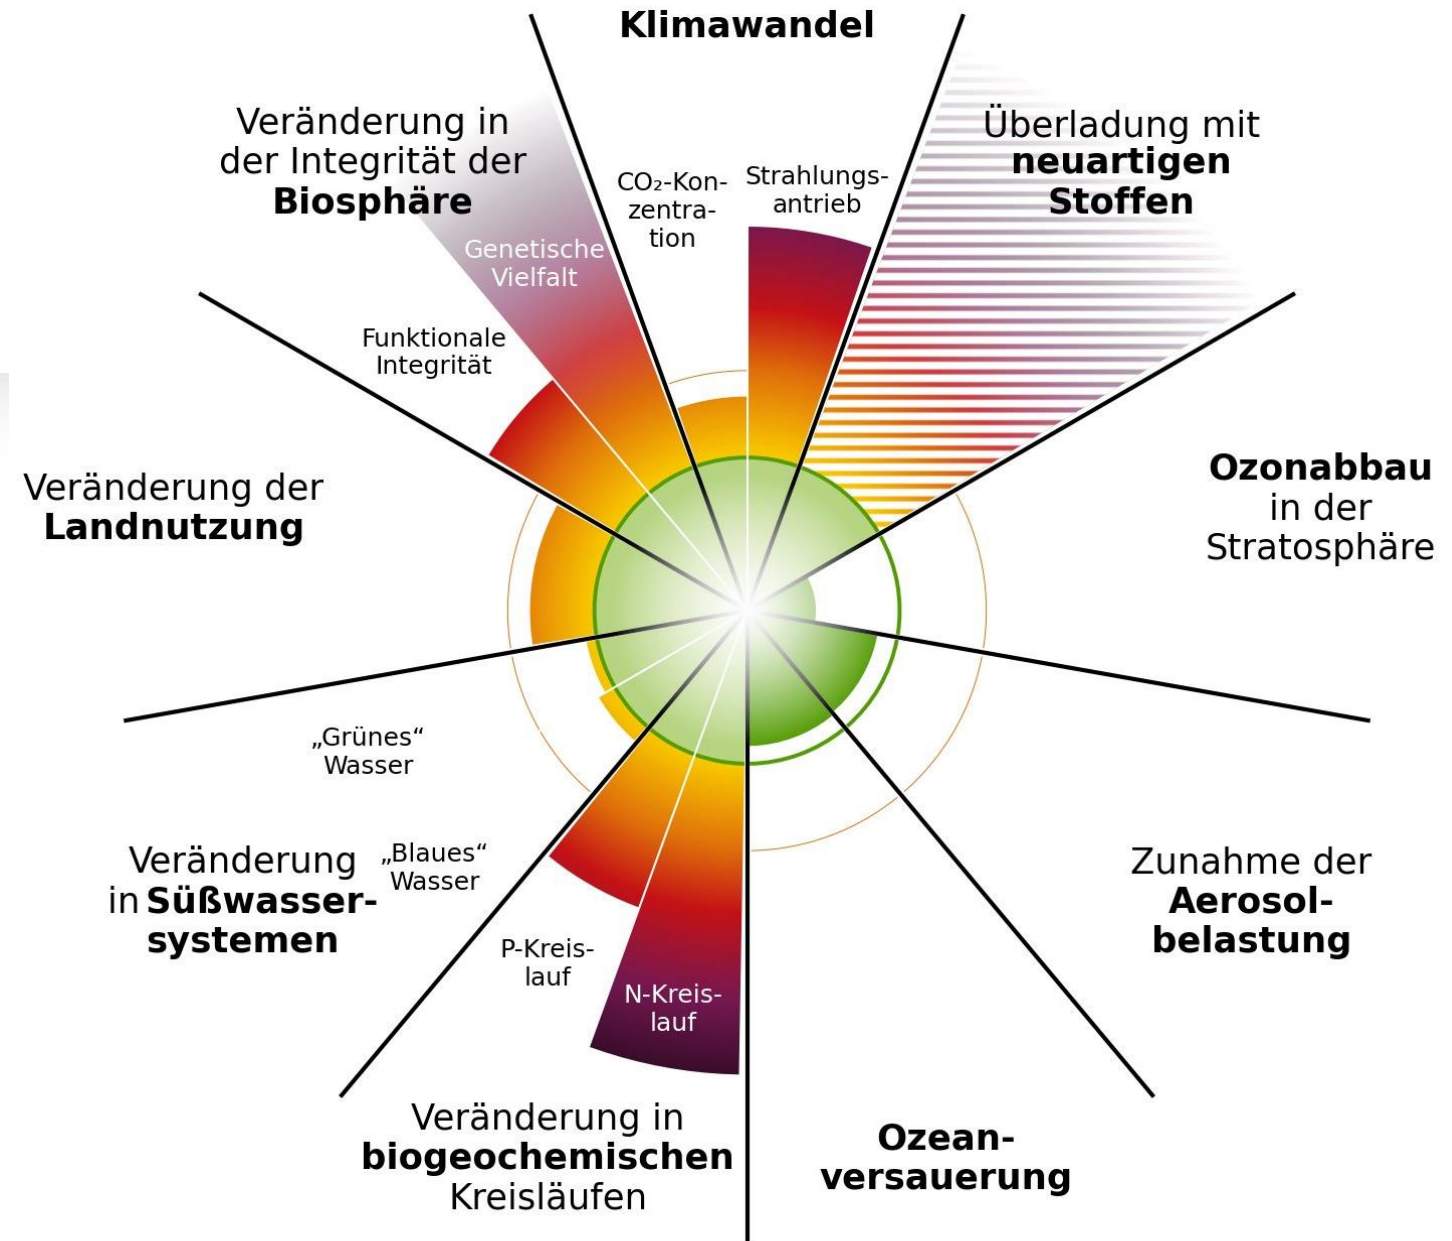 Klimawandel
Veränderung in
der Integrität der
Biosphäre
Überladung mit
neuartigen
Stoffen
CO₂-Kon-
zentra-
tion
Strahlungs-
antrieb
Genetische
Vielfalt
Funktionale
Integrität
Veränderung der
Landnutzung
Ozonabbau
in der
Stratosphäre
„Grünes“
Wasser
„Blaues“
Wasser
Veränderung
in Süßwasser-
systemen
Zunahme der
Aerosol-
belastung
P-Kreis-
lauf
N-Kreis-
lauf
Veränderung in
biogeochemischen
Kreisläufen
Ozean-
versauerung